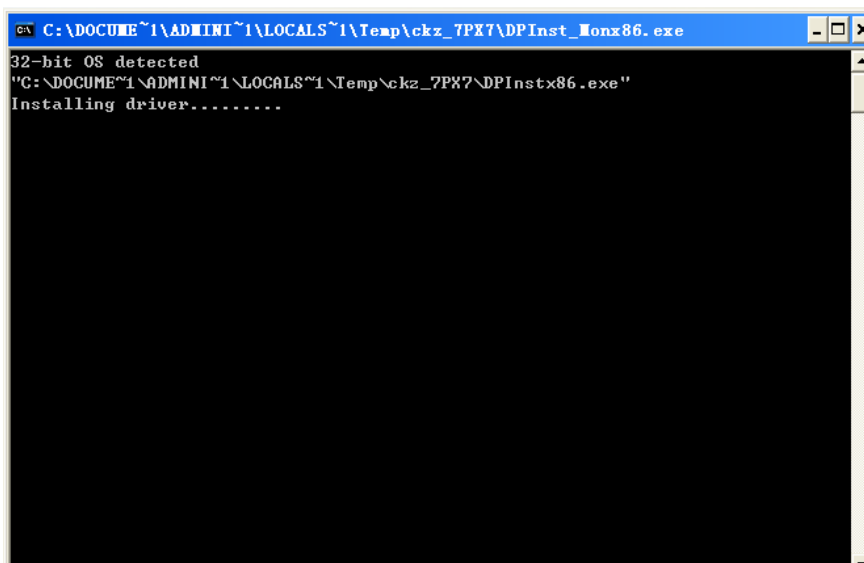 C:\DOCUME~1\ADMINI~1\LOCALS~1\Temp\ckz_7PX7\DPInst_Monx86.exe
32-bit OS detected
"C:\DOCUME~1\ADMINI~1\LOCALS~1\Temp\ckz_7PX7\DPInstx86.exe"
Installing driver.........